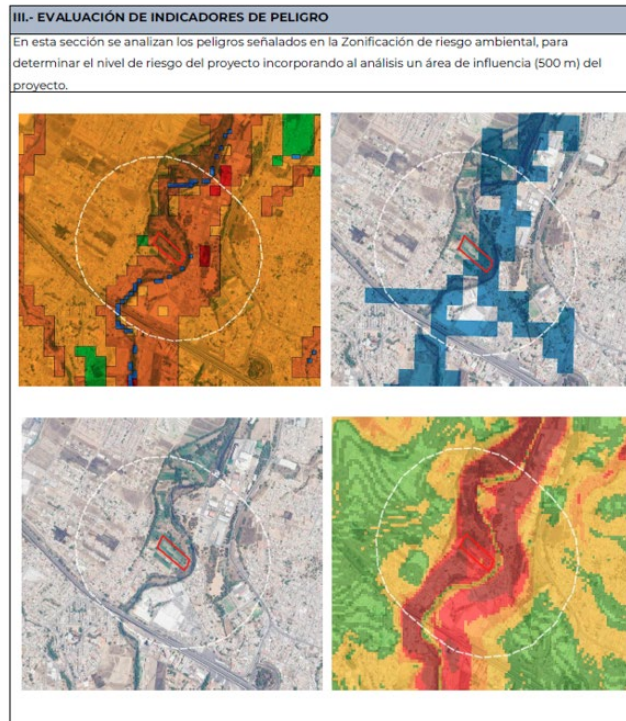 III.- EVALUACIÓN DE INDICADORES DE PELIGRO
En esta sección se analizan los peligros señalados en la Zonificación de riesgo ambiental, para
determinar el nivel de riesgo del proyecto incorporando al análisis un área de influencia (500 m) del
proyecto.